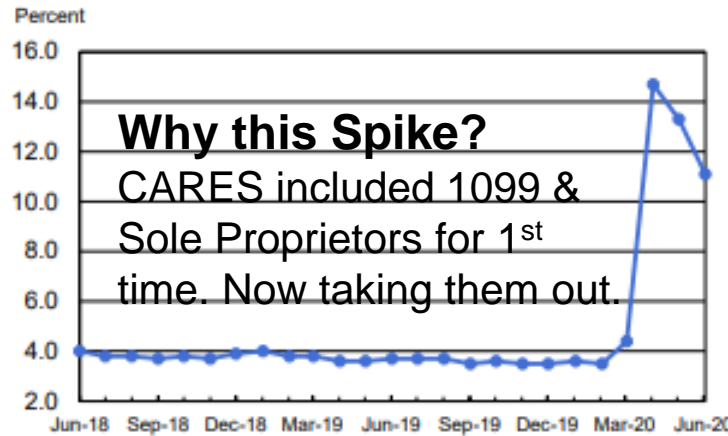 Percent
16.0
14.0
12.0
10.0
8.0
6.0
4.0
2.0
Why this Spike?
CARES included 1099 &
Sole Proprietors for 1st
time. Now taking them out.
Jun-18 Sep-18 Dec-18 Mar-19 Jun-19 Sep-19 Dec-19 Mar-20 Jun-20